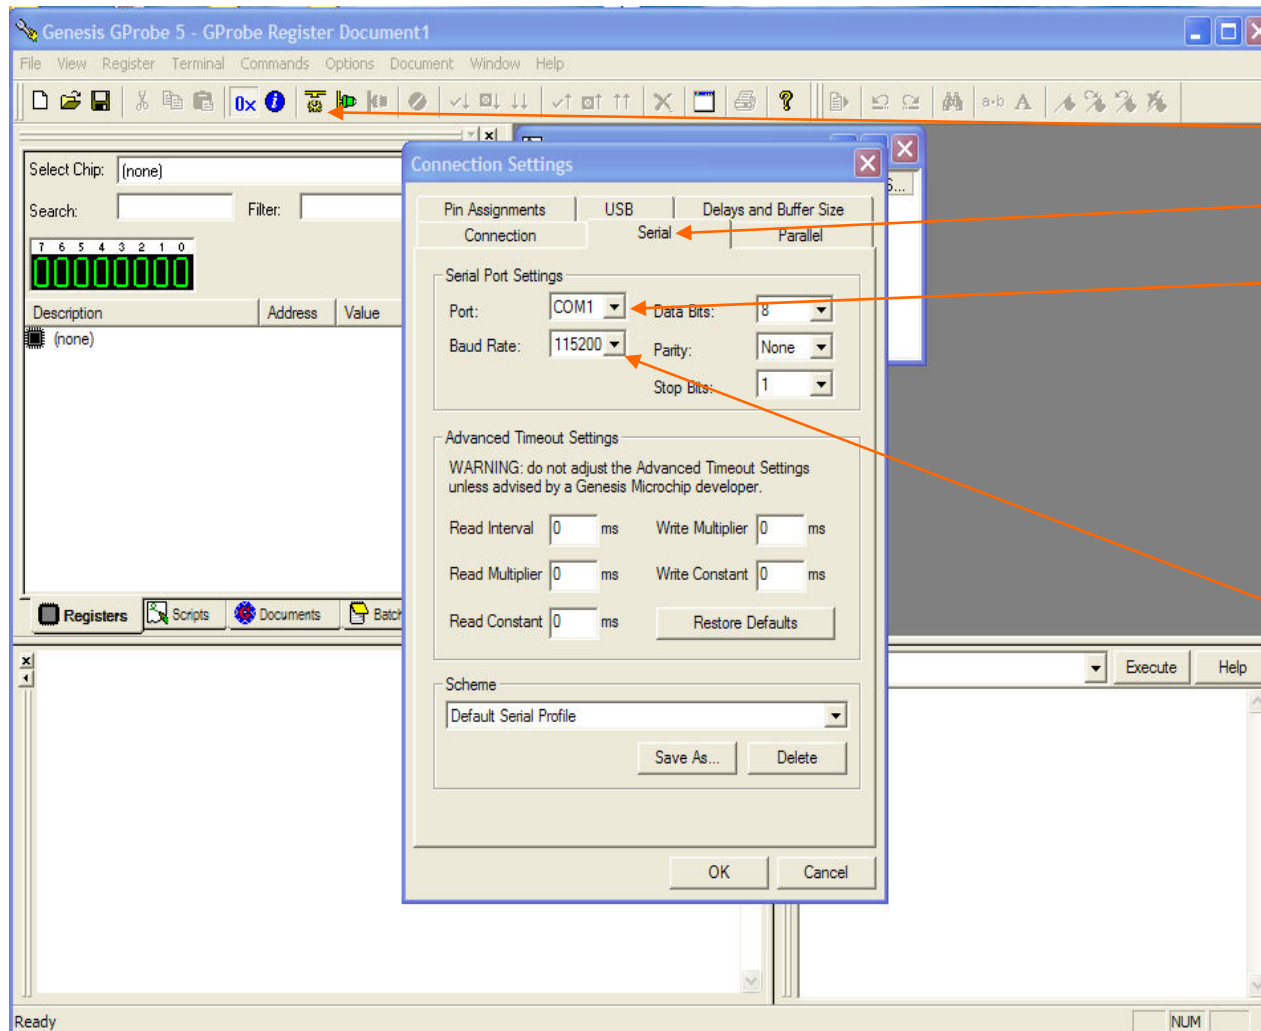 Genesis GProbe 5 - GProbe Register Document1
File View Register Terminal Commands Options Document Window Help
0x
a+b A
Select Chip: (none)
Search: Filter:
7 6 5 4 3 2 1 0
00000000
Description Address Value
(none)
Registers Scripts Documents Batch
Connection Settings
Pin Assignments USB Delays and Buffer Size
Connection Serial Parallel
Serial Port Settings
Port: COM1 Data Bits: 8
Baud Rate: 115200 Parity: None
Stop Bits: 1
Advanced Timeout Settings
WARNING: do not adjust the Advanced Timeout Settings
unless advised by a Genesis Microchip developer.
Read Interval 0 ms Write Multiplier 0 ms
Read Multiplier 0 ms Write Constant 0 ms
Read Constant 0 ms Restore Defaults
Scheme
Default Serial Profile
Save As... Delete
OK Cancel
Execute Help
Ready NUM